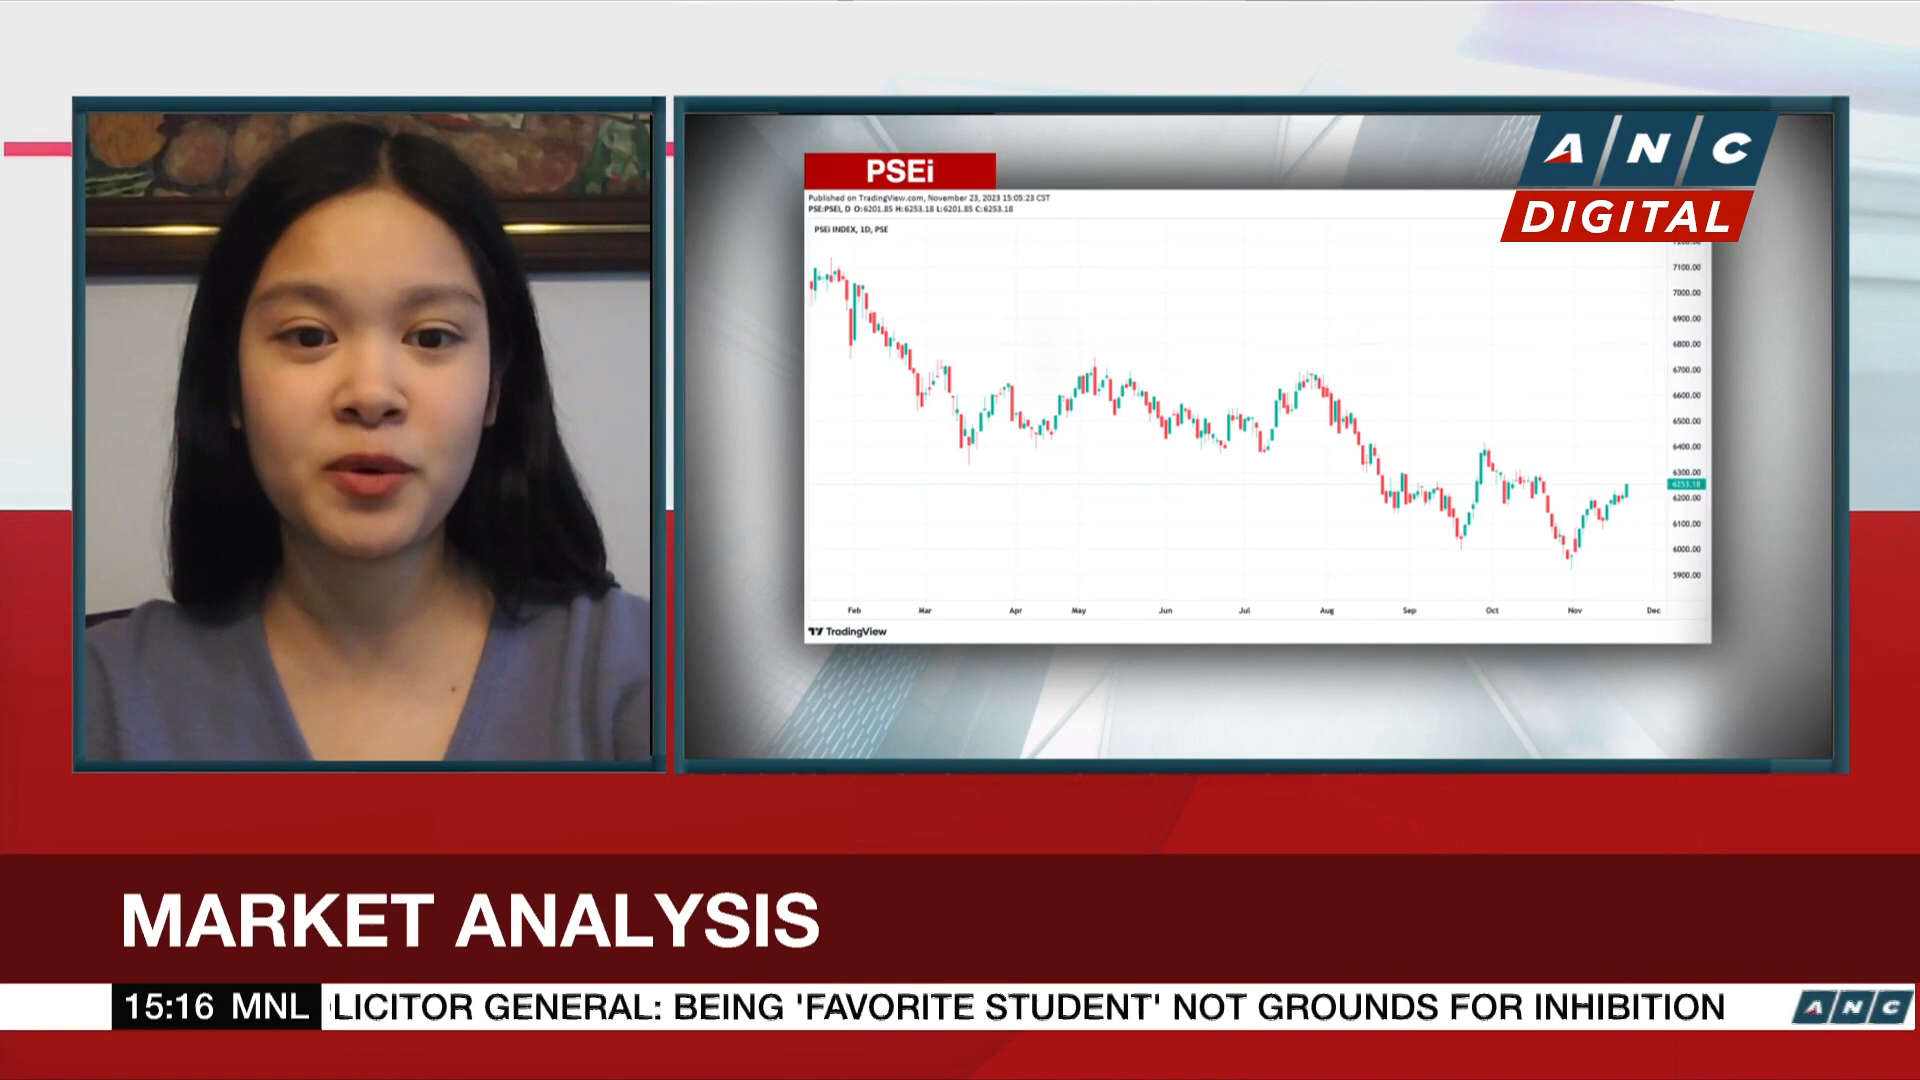 ANC
DIGITAL
PSEi
Published on TradingView.com, November 23, 2023 15:05:23 CST
PSE:PSEI, D O:6201.85 H:6253.18 L:6201.85 C:6253.18
PSEi INDEX, 1D, PSE
7100.00
7000.00
6900.00
6800.00
6700.00
6600.00
6500.00
6400.00
6300.00
6253.18
6200.00
6100.00
6000.00
5900.00
Feb Mar Apr May Jun Jul Aug Sep Oct Nov Dec
TradingView
MARKET ANALYSIS
15:16 MNL LICITOR GENERAL: BEING 'FAVORITE STUDENT' NOT GROUNDS FOR INHIBITION ANC